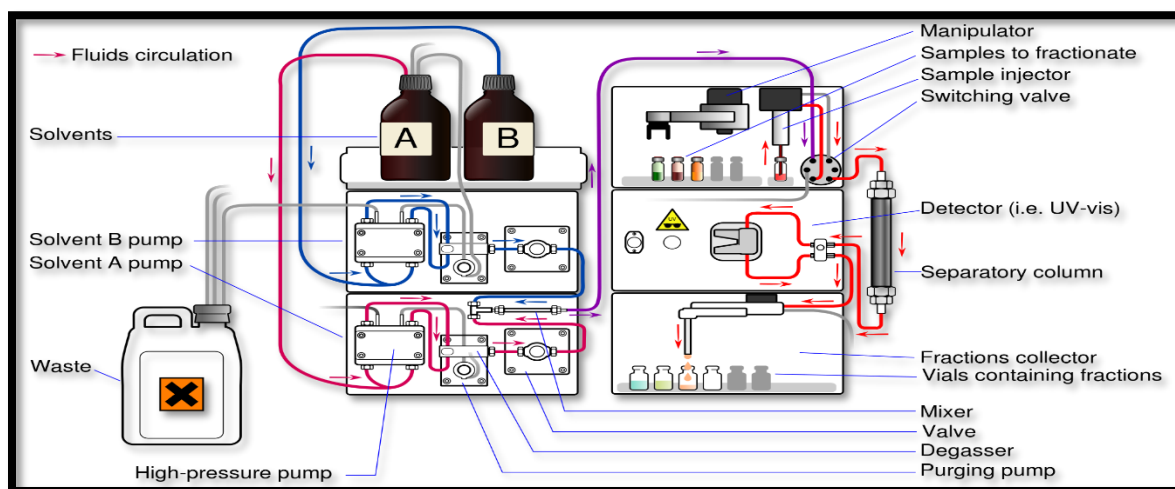 Fluids circulation
Solvents
A
B
Solvent B pump
Solvent A pump
Waste
High-pressure pump
UV
Manipulator
Samples to fractionate
Sample injector
Switching valve
Detector (i.e. UV-vis)
Separatory column
Fractions collector
Vials containing fractions
Mixer
Valve
Degasser
Purging pump